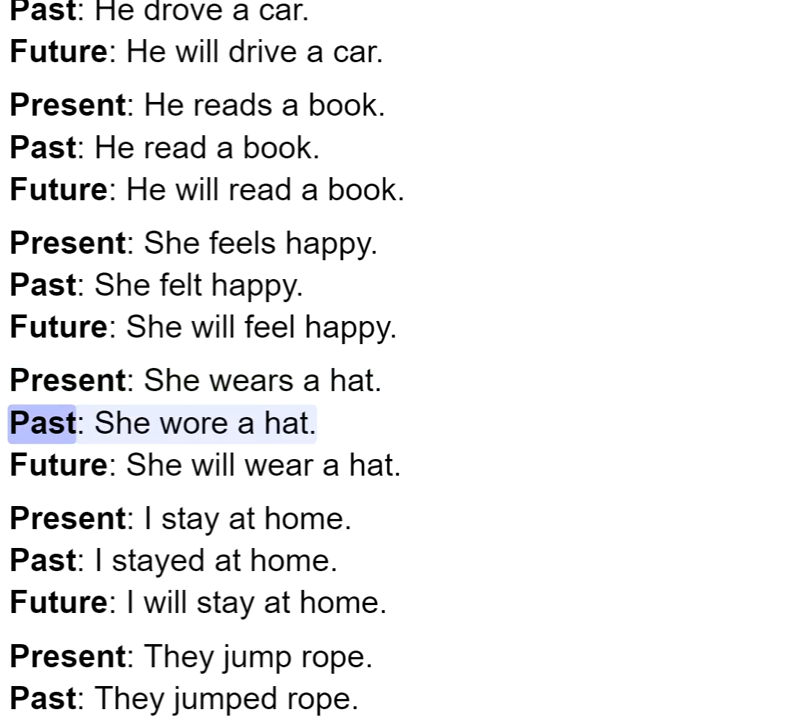 Past: He drove a car.
Future: He will drive a car.
Present: He reads a book.
Past: He read a book.
Future: He will read a book.
Present: She feels happy.
Past: She felt happy.
Future: She will feel happy.
Present: She wears a hat.
Past: She wore a hat.
Future: She will wear a hat.
Present: I stay at home.
Past: I stayed at home.
Future: I will stay at home.
Present: They jump rope.
Past: They jumped rope.